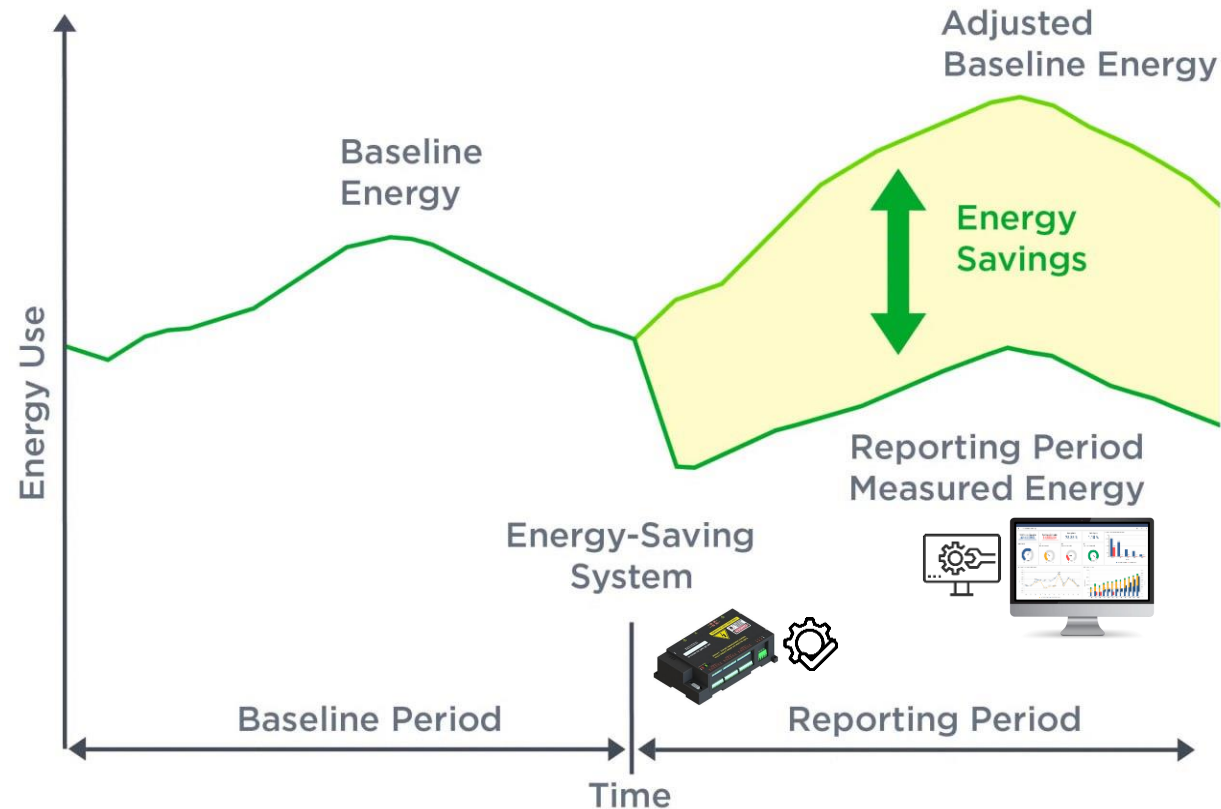 Adjusted
Baseline Energy
Baseline
Energy
Energy
Savings
Energy Use
Reporting Period
Measured Energy
Energy-Saving
System
Baseline Period
Reporting Period
Time